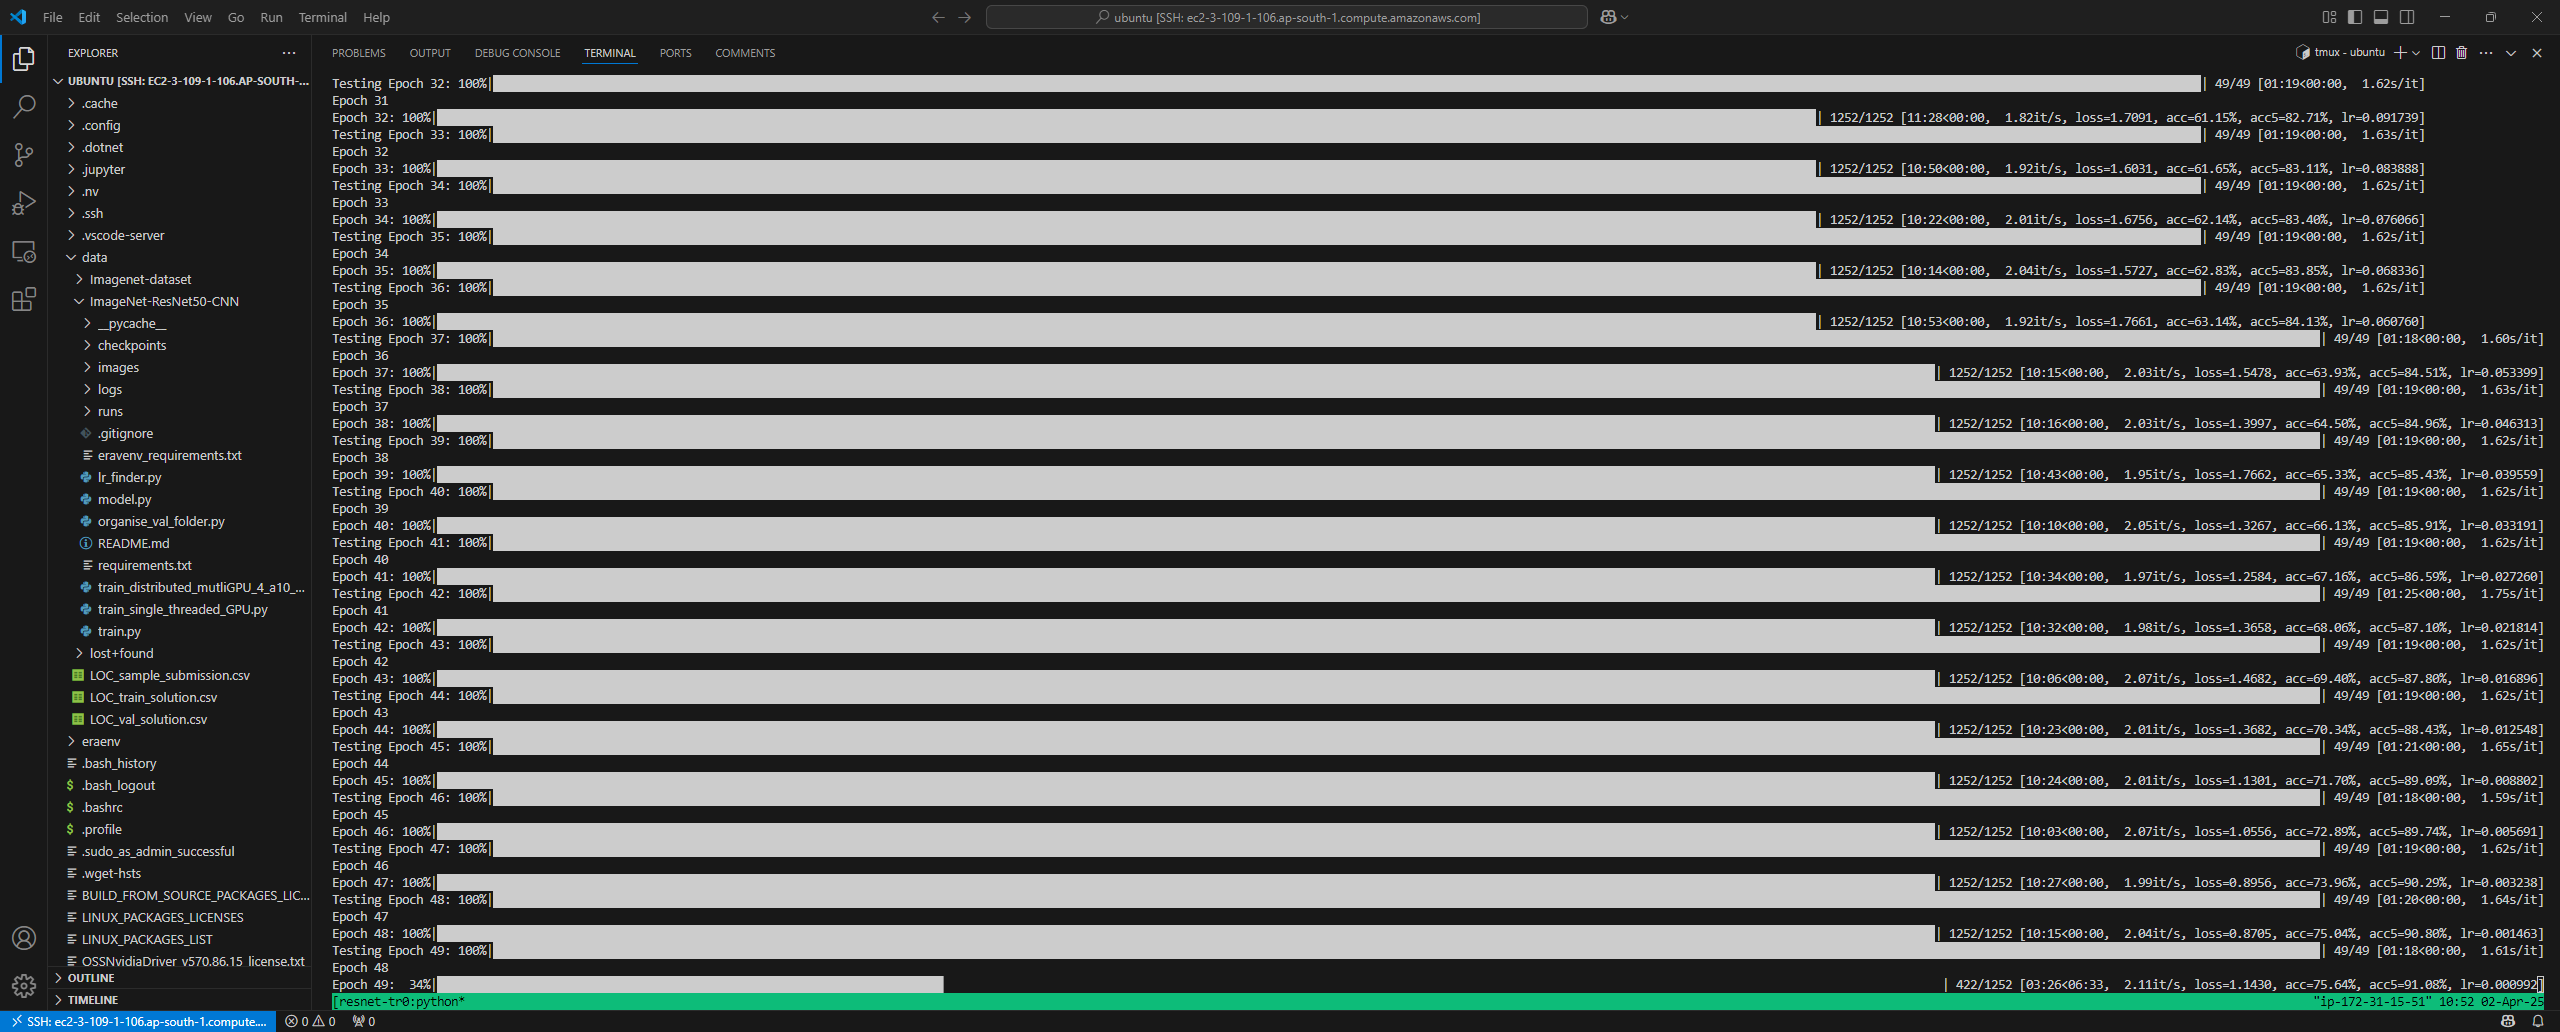 File Edit Selection View Go Run Terminal Help
ubuntu [SSH: ec2-3-109-1-106.ap-south-1.compute.amazonaws.com]
EXPLORER
UBUNTU [SSH: EC2-3-109-1-106.AP-SOUTH-...
.cache
.config
.dotnet
.jupyter
.nv
.ssh
.vscode-server
data
Imagenet-dataset
ImageNet-ResNet50-CNN
__pycache__
checkpoints
images
logs
runs
.gitignore
eravenv_requirements.txt
lr_finder.py
model.py
organise_val_folder.py
README.md
requirements.txt
train_distributed_mutliGPU_4_a10_...
train_single_threaded_GPU.py
train.py
lost+found
LOC_sample_submission.csv
LOC_train_solution.csv
LOC_val_solution.csv
eraenv
.bash_history
.bash_logout
.bashrc
.profile
.sudo_as_admin_successful
.wget-hsts
BUILD_FROM_SOURCE_PACKAGES_LIC...
LINUX_PACKAGES_LICENSES
LINUX_PACKAGES_LIST
OSSNvidiaDriver_v570.86.15_license.txt
OUTLINE
TIMELINE
PROBLEMS OUTPUT DEBUG CONSOLE TERMINAL PORTS COMMENTS
tmux - ubuntu
Testing Epoch 32: 100%| | 49/49 [01:19<00:00, 1.62s/it]
Epoch 31
Epoch 32: 100%| | 1252/1252 [11:28<00:00, 1.82it/s, loss=1.7091, acc=61.15%, acc5=82.71%, lr=0.091739]
Testing Epoch 33: 100%| | 49/49 [01:19<00:00, 1.63s/it]
Epoch 32
Epoch 33: 100%| | 1252/1252 [10:50<00:00, 1.92it/s, loss=1.6031, acc=61.65%, acc5=83.11%, lr=0.083888]
Testing Epoch 34: 100%| | 49/49 [01:19<00:00, 1.62s/it]
Epoch 33
Epoch 34: 100%| | 1252/1252 [10:22<00:00, 2.01it/s, loss=1.6756, acc=62.14%, acc5=83.40%, lr=0.076066]
Testing Epoch 35: 100%| | 49/49 [01:19<00:00, 1.62s/it]
Epoch 34
Epoch 35: 100%| | 1252/1252 [10:14<00:00, 2.04it/s, loss=1.5727, acc=62.83%, acc5=83.85%, lr=0.068336]
Testing Epoch 36: 100%| | 49/49 [01:19<00:00, 1.62s/it]
Epoch 35
Epoch 36: 100%| | 1252/1252 [10:53<00:00, 1.92it/s, loss=1.7661, acc=63.14%, acc5=84.13%, lr=0.060760]
Testing Epoch 37: 100%| | 49/49 [01:18<00:00, 1.60s/it]
Epoch 36
Epoch 37: 100%| | 1252/1252 [10:15<00:00, 2.03it/s, loss=1.5478, acc=63.93%, acc5=84.51%, lr=0.053399]
Testing Epoch 38: 100%| | 49/49 [01:19<00:00, 1.63s/it]
Epoch 37
Epoch 38: 100%| | 1252/1252 [10:16<00:00, 2.03it/s, loss=1.3997, acc=64.50%, acc5=84.96%, lr=0.046313]
Testing Epoch 39: 100%| | 49/49 [01:19<00:00, 1.62s/it]
Epoch 38
Epoch 39: 100%| | 1252/1252 [10:43<00:00, 1.95it/s, loss=1.7662, acc=65.33%, acc5=85.43%, lr=0.039559]
Testing Epoch 40: 100%| | 49/49 [01:19<00:00, 1.62s/it]
Epoch 39
Epoch 40: 100%| | 1252/1252 [10:10<00:00, 2.05it/s, loss=1.3267, acc=66.13%, acc5=85.91%, lr=0.033191]
Testing Epoch 41: 100%| | 49/49 [01:19<00:00, 1.62s/it]
Epoch 40
Epoch 41: 100%| | 1252/1252 [10:34<00:00, 1.97it/s, loss=1.2584, acc=67.16%, acc5=86.59%, lr=0.027260]
Testing Epoch 42: 100%| | 49/49 [01:25<00:00, 1.75s/it]
Epoch 41
Epoch 42: 100%| | 1252/1252 [10:32<00:00, 1.98it/s, loss=1.3658, acc=68.06%, acc5=87.10%, lr=0.021814]
Testing Epoch 43: 100%| | 49/49 [01:19<00:00, 1.62s/it]
Epoch 42
Epoch 43: 100%| | 1252/1252 [10:06<00:00, 2.07it/s, loss=1.4682, acc=69.40%, acc5=87.80%, lr=0.016896]
Testing Epoch 44: 100%| | 49/49 [01:19<00:00, 1.62s/it]
Epoch 43
Epoch 44: 100%| | 1252/1252 [10:23<00:00, 2.01it/s, loss=1.3682, acc=70.34%, acc5=88.43%, lr=0.012548]
Testing Epoch 45: 100%| | 49/49 [01:21<00:00, 1.65s/it]
Epoch 44
Epoch 45: 100%| | 1252/1252 [10:24<00:00, 2.01it/s, loss=1.1301, acc=71.70%, acc5=89.09%, lr=0.008802]
Testing Epoch 46: 100%| | 49/49 [01:18<00:00, 1.59s/it]
Epoch 45
Epoch 46: 100%| | 1252/1252 [10:03<00:00, 2.07it/s, loss=1.0556, acc=72.89%, acc5=89.74%, lr=0.005691]
Testing Epoch 47: 100%| | 49/49 [01:19<00:00, 1.62s/it]
Epoch 46
Epoch 47: 100%| | 1252/1252 [10:27<00:00, 1.99it/s, loss=0.8956, acc=73.96%, acc5=90.29%, lr=0.003238]
Testing Epoch 48: 100%| | 49/49 [01:20<00:00, 1.64s/it]
Epoch 47
Epoch 48: 100%| | 1252/1252 [10:15<00:00, 2.04it/s, loss=0.8705, acc=75.04%, acc5=90.80%, lr=0.001463]
Testing Epoch 49: 100%| | 49/49 [01:18<00:00, 1.61s/it]
Epoch 48
Epoch 49: 34%| | 422/1252 [03:26<06:33, 2.11it/s, loss=1.1430, acc=75.64%, acc5=91.08%, lr=0.000992]
[resnet-tr0:python* "ip-172-31-15-51" 10:52 02-Apr-25
SSH: ec2-3-109-1-106.ap-south-1.compute.... 0 0 0